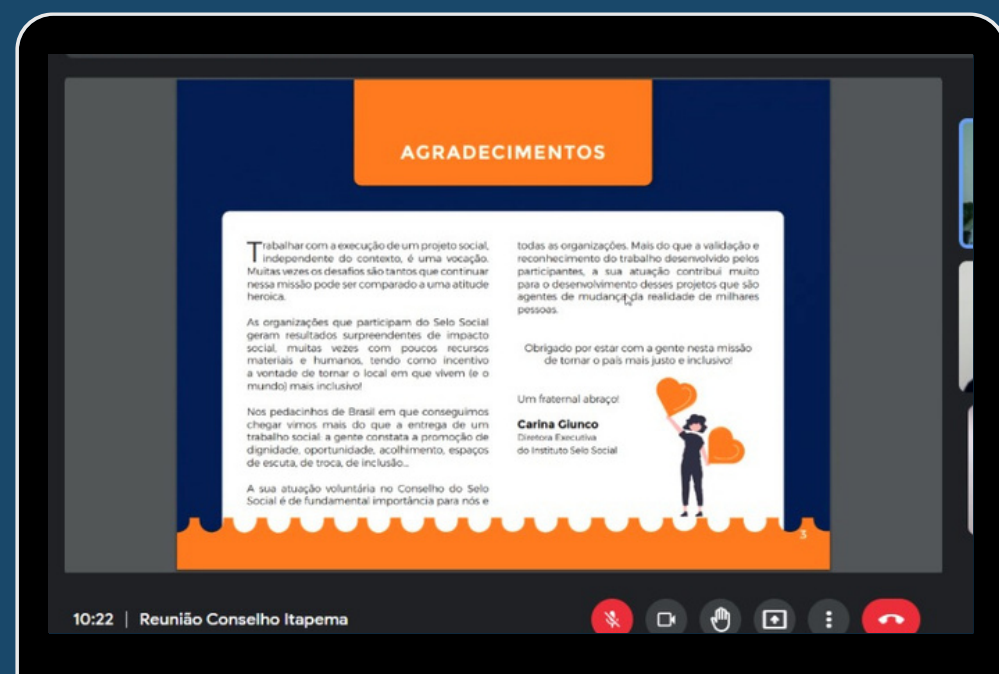 AGRADECIMENTOS
Trabalhar com a execução de um projeto social,
independente do contexto, é uma vocação.
Muitas vezes os desafios são tantos que continuar
nessa missão pode ser comparado a uma atitude
heroica.
As organizações que participam do Selo Social
geram resultados surpreendentes de impacto
social, muitas vezes com poucos recursos
materiais e humanos, tendo como incentivo
a vontade de tornar o local em que vivem (e o
mundo) mais inclusivo!
Nos pedacinhos de Brasil em que conseguimos
chegar vimos mais do que a entrega de um
trabalho social: a gente constata a promoção de
dignidade, oportunidade, acolhimento, espaços
de escuta, de troca, de inclusão...
A sua atuação voluntária no Conselho do Selo
Social é de fundamental importância para nós e
todas as organizações. Mais do que a validação e
reconhecimento do trabalho desenvolvido pelos
participantes, a sua atuação contribui muito
para o desenvolvimento desses projetos que são
agentes de mudança da realidade de milhares
pessoas.
Obrigado por estar com a gente nesta missão
de tornar o país mais justo e inclusivo!
Um fraternal abraço!
Carina Giunco
Diretora Executiva
do Instituto Selo Social
3
10:22 | Reunião Conselho Itapema